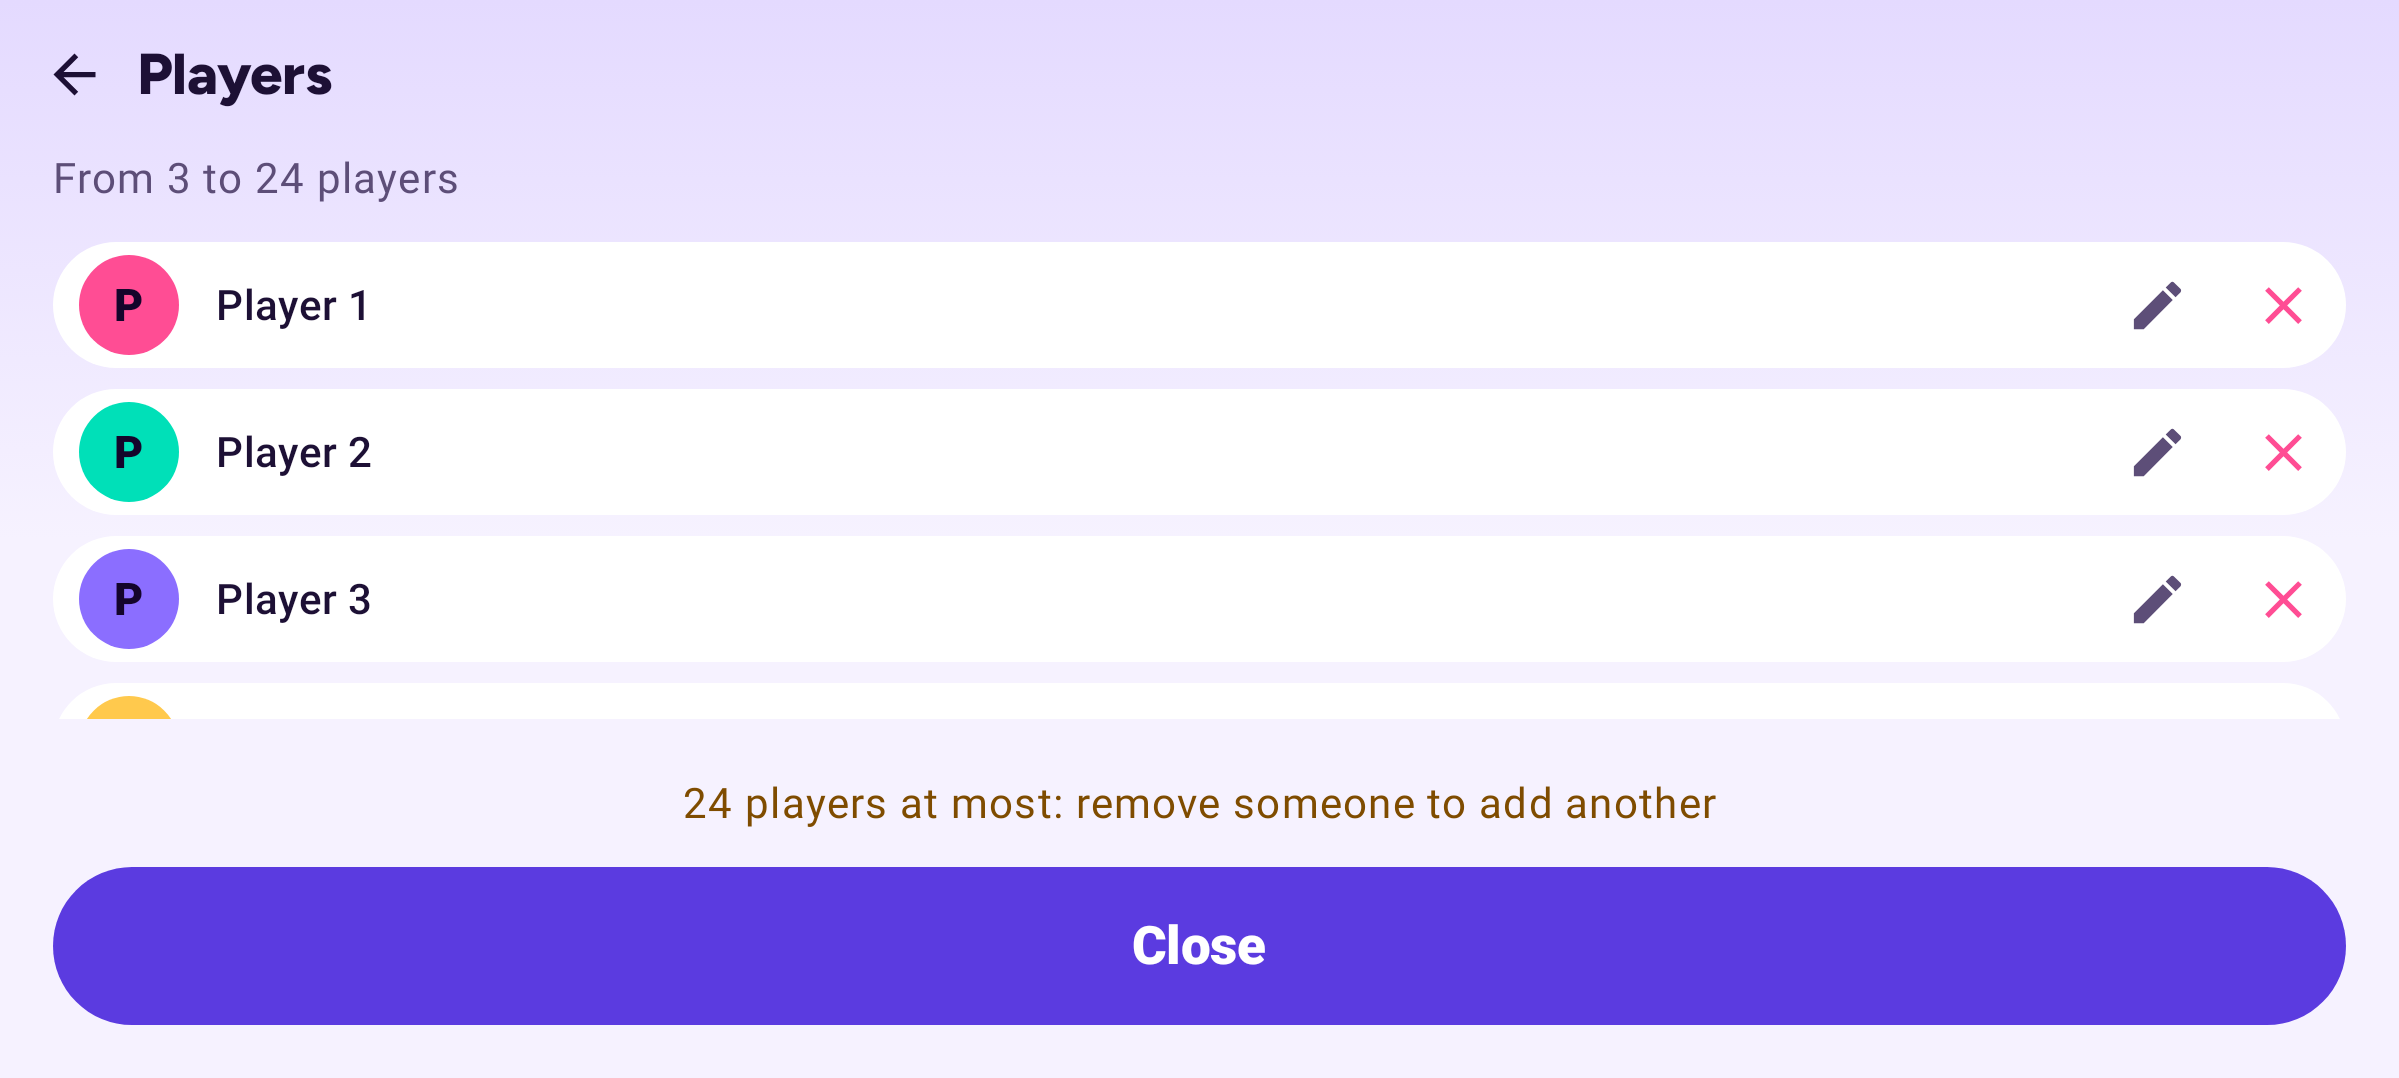 Players
From 3 to 24 players
P Player 1
P Player 2
P Player 3
24 players at most: remove someone to add another
Close